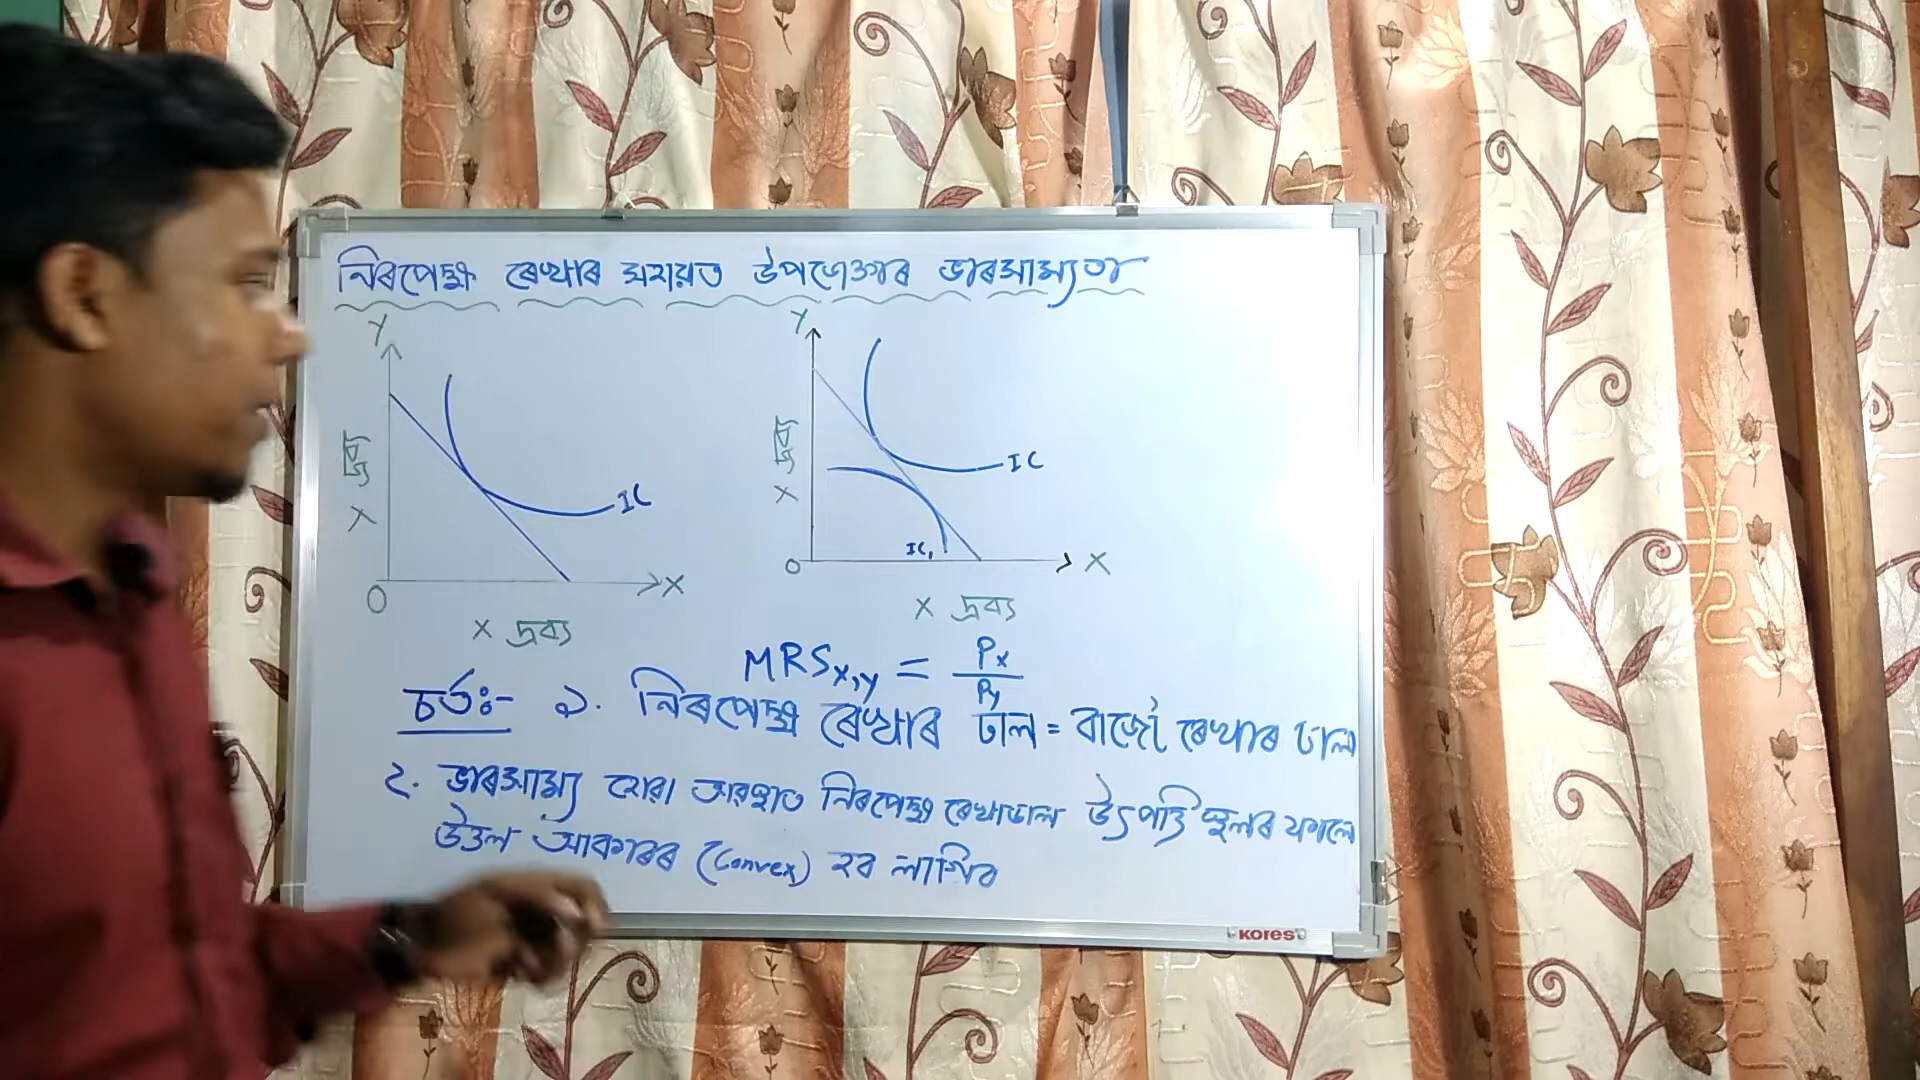 নিৰপেক্ষ ৰেখাৰ সহায়ত উপভোক্তাৰ ভাৰসাম্যতা
Y
X দ্ৰব্য
IC
O
X
X দ্ৰব্য
Y
X দ্ৰব্য
IC
IC₁
O
X
X দ্ৰব্য
MRSx,y = Px/Py
চৰ্তঃ- ১. নিৰপেক্ষ ৰেখাৰ ঢাল = বাজেট ৰেখাৰ ঢাল
২. ভাৰসাম্য হোৱা অৱস্থাত নিৰপেক্ষ ৰেখাডাল উৎপত্তি স্থলৰ ফালে
উত্তল আকাৰৰ (Convex) হব লাগিব
Kores